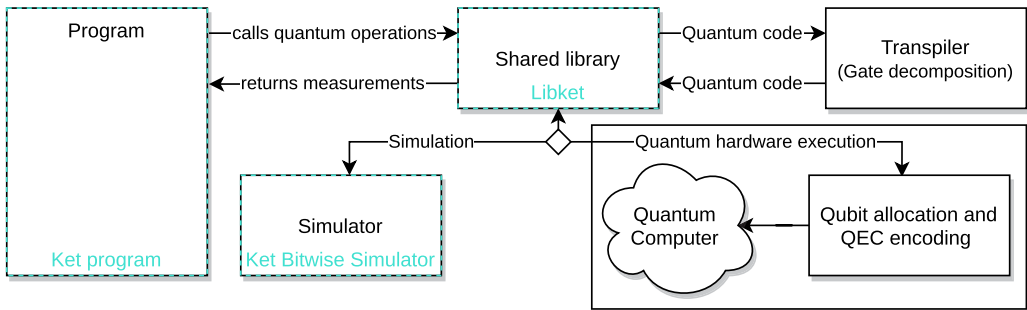 Program
calls quantum operations
returns measurements
Ket program
Shared library
Libket
Quantum code
Quantum code
Transpiler
(Gate decomposition)
Simulation
Quantum hardware execution
Simulator
Ket Bitwise Simulator
Quantum
Computer
Qubit allocation and
QEC encoding